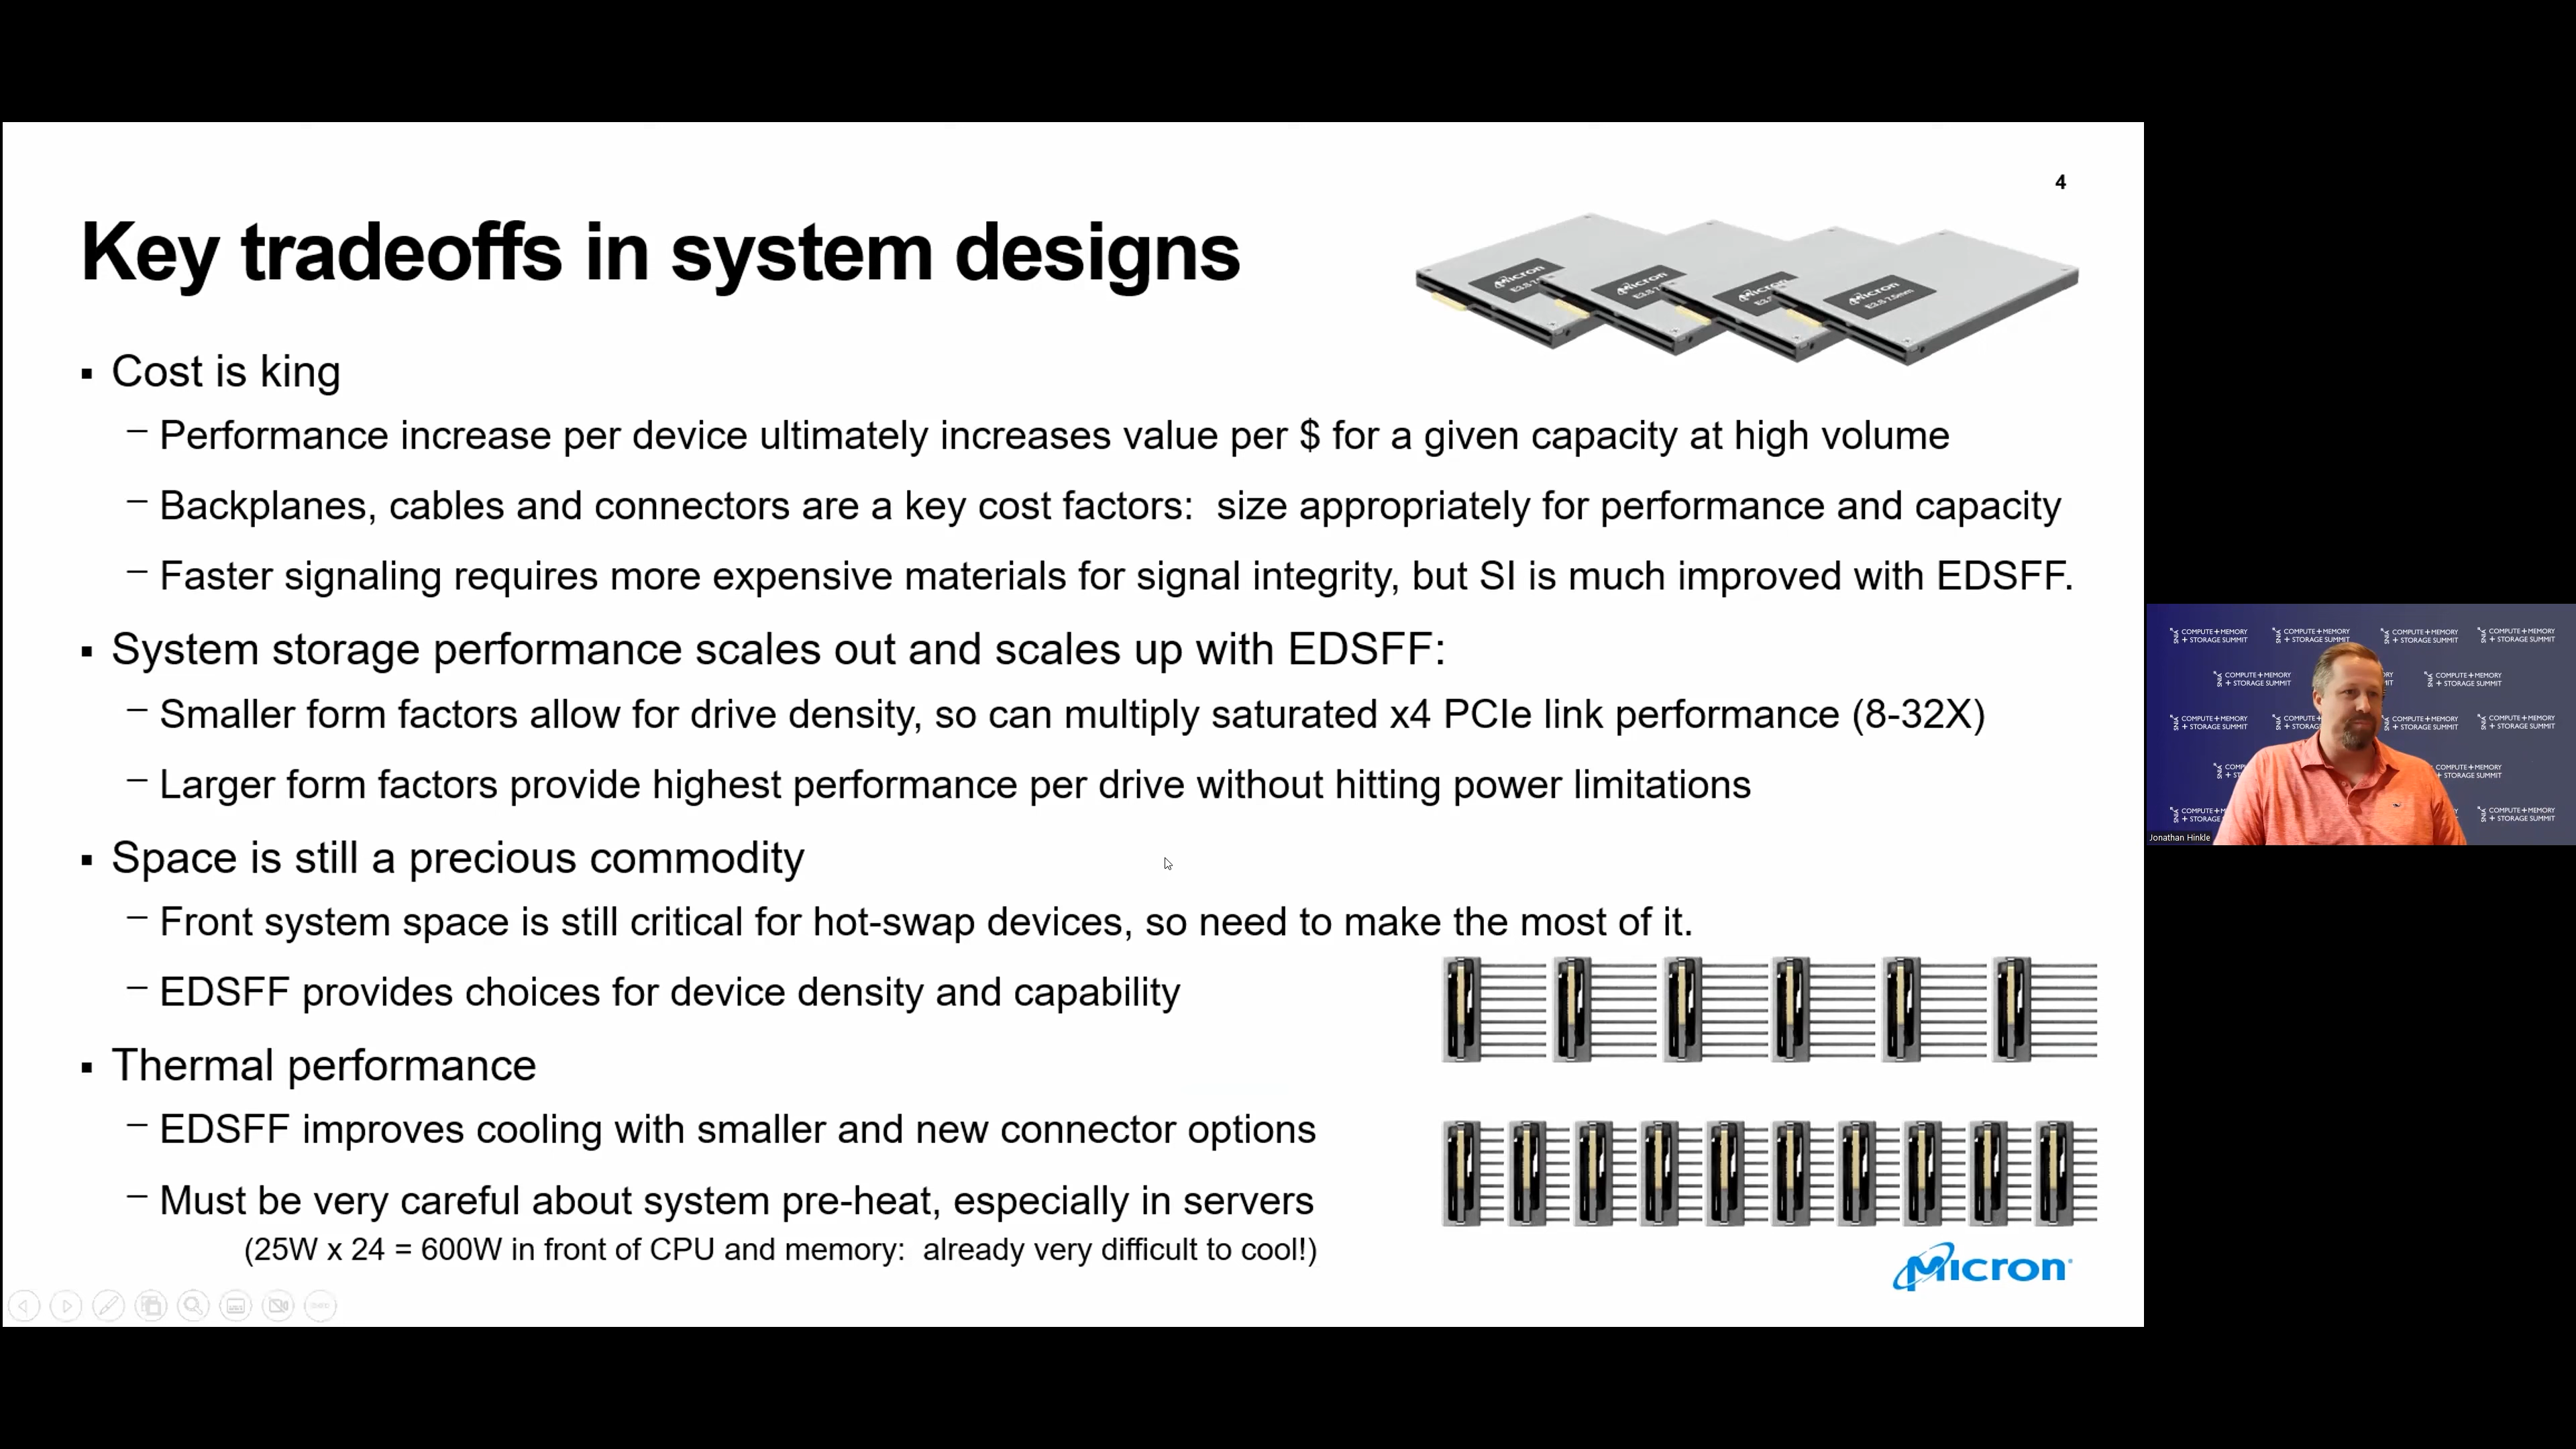 4
Key tradeoffs in system designs
Micron
E3.S 7.0mm
▪ Cost is king
– Performance increase per device ultimately increases value per $ for a given capacity at high volume
– Backplanes, cables and connectors are a key cost factors: size appropriately for performance and capacity
– Faster signaling requires more expensive materials for signal integrity, but SI is much improved with EDSFF.
▪ System storage performance scales out and scales up with EDSFF:
– Smaller form factors allow for drive density, so can multiply saturated x4 PCIe link performance (8-32X)
– Larger form factors provide highest performance per drive without hitting power limitations
▪ Space is still a precious commodity
– Front system space is still critical for hot-swap devices, so need to make the most of it.
– EDSFF provides choices for device density and capability
▪ Thermal performance
– EDSFF improves cooling with smaller and new connector options
– Must be very careful about system pre-heat, especially in servers
(25W x 24 = 600W in front of CPU and memory: already very difficult to cool!)
Micron
SNIA COMPUTE+MEMORY
+ STORAGE SUMMIT
Jonathan Hinkle